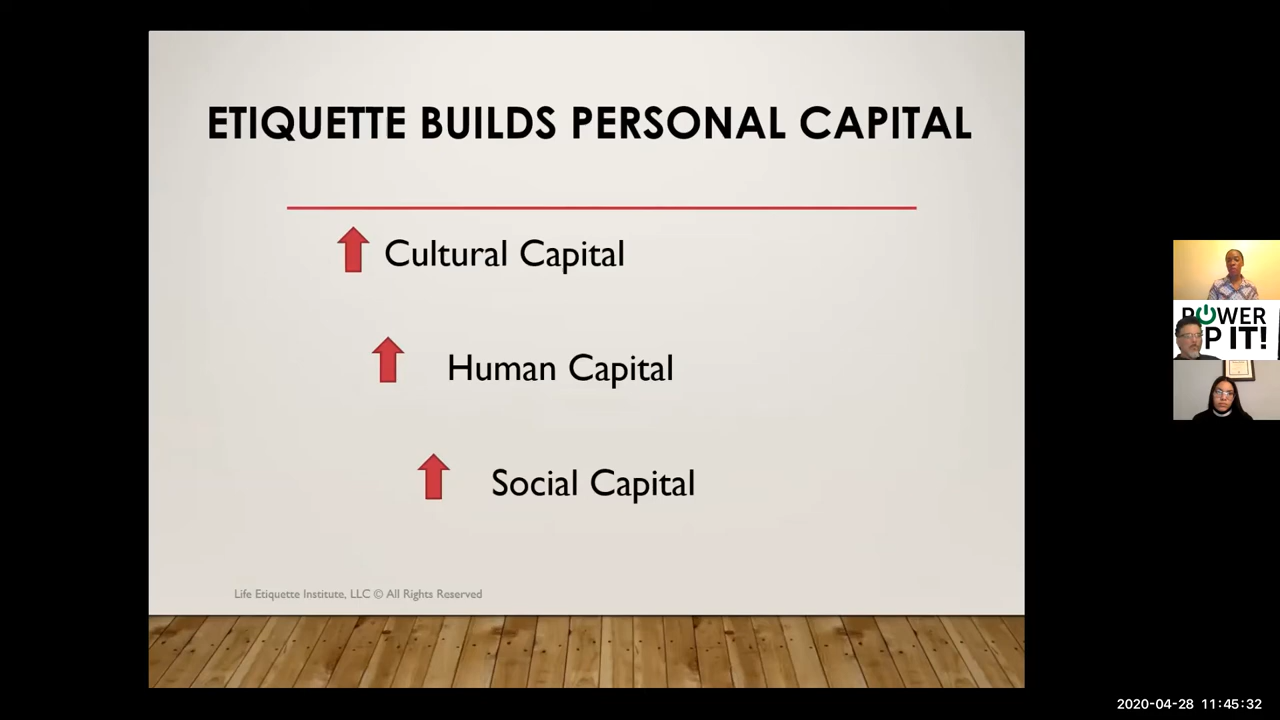 ETIQUETTE BUILDS PERSONAL CAPITAL
Cultural Capital
Human Capital
Social Capital
Life Etiquette Institute, LLC © All Rights Reserved
POWER
P IT!
2020-04-28 11:45:32